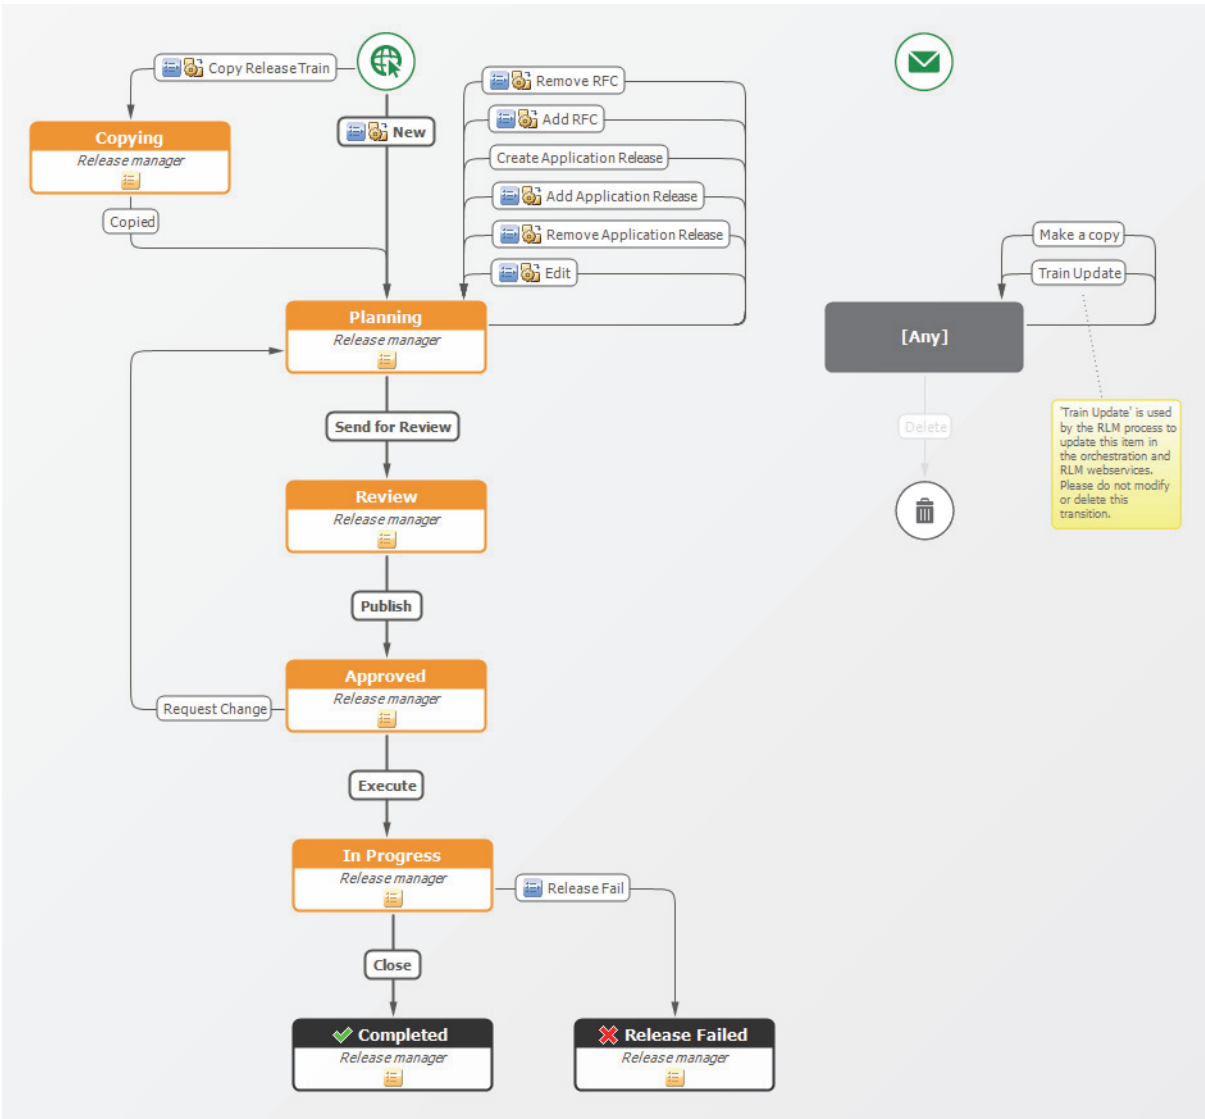 Copy Release Train
New
Remove RFC
Add RFC
Create Application Release
Add Application Release
Remove Application Release
Edit
Copying
Release manager
Copied
Planning
Release manager
Send for Review
Review
Release manager
Publish
Approved
Release manager
Request Change
Execute
In Progress
Release manager
Release Fail
Close
Completed
Release manager
Release Failed
Release manager
Make a copy
Train Update
[Any]
Delete
'Train Update' is used
by the RLM process to
update this item in
the orchestration and
RLM webservices.
Please do not modify
or delete this
transition.